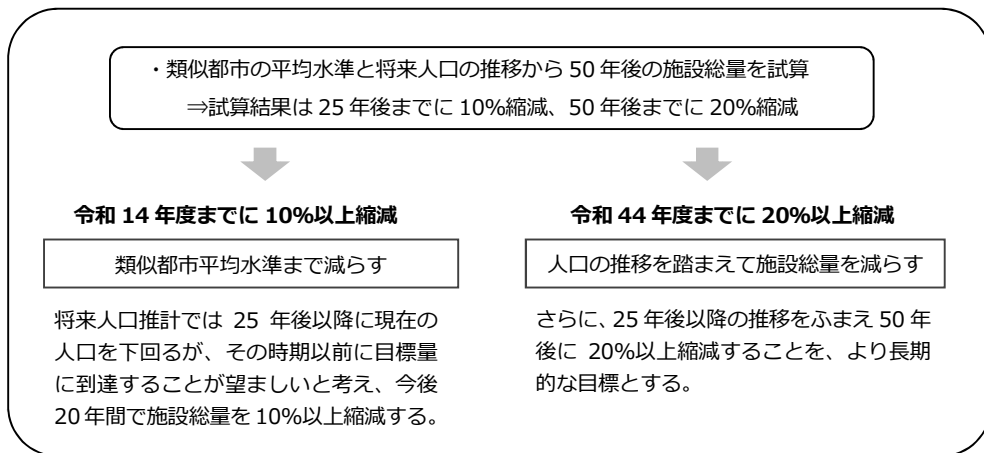 ・類似都市の平均水準と将来人口の推移から 50 年後の施設総量を試算
⇒試算結果は 25 年後までに 10%縮減、50 年後までに 20%縮減
令和 14 年度までに 10%以上縮減
類似都市平均水準まで減らす
将来人口推計では 25 年後以降に現在の
人口を下回るが、その時期以前に目標量
に到達することが望ましいと考え、今後
20 年間で施設総量を 10%以上縮減する。
令和 44 年度までに 20%以上縮減
人口の推移を踏まえて施設総量を減らす
さらに、25 年後以降の推移をふまえ 50 年
後に 20%以上縮減することを、より長期
的な目標とする。